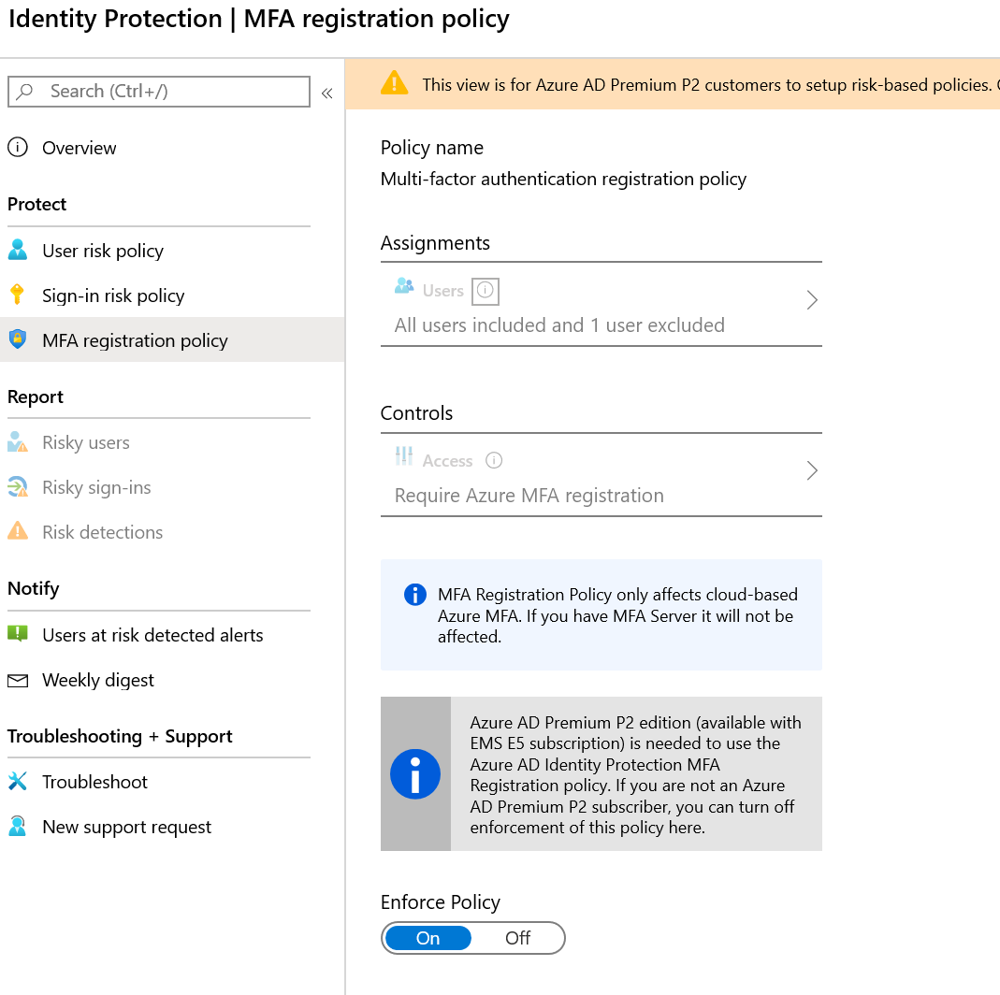 Identity Protection | MFA registration policy
Search (Ctrl+/)
Overview
Protect
User risk policy
Sign-in risk policy
MFA registration policy
Report
Risky users
Risky sign-ins
Risk detections
Notify
Users at risk detected alerts
Weekly digest
Troubleshooting + Support
Troubleshoot
New support request
This view is for Azure AD Premium P2 customers to setup risk-based policies.
Policy name
Multi-factor authentication registration policy
Assignments
Users
All users included and 1 user excluded
Controls
Access
Require Azure MFA registration
MFA Registration Policy only affects cloud-based
Azure MFA. If you have MFA Server it will not be
affected.
Azure AD Premium P2 edition (available with
EMS E5 subscription) is needed to use the
Azure AD Identity Protection MFA
Registration policy. If you are not an Azure
AD Premium P2 subscriber, you can turn off
enforcement of this policy here.
Enforce Policy
On Off